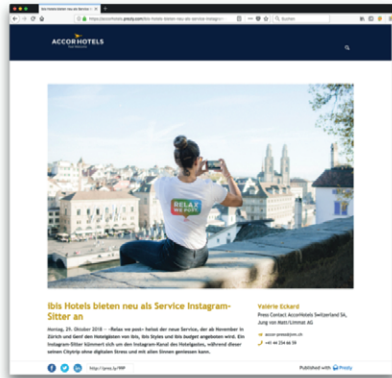 ACCORHOTELS
Feel Welcome
Suchen
RELAX
WE POST.
Ibis Hotels bieten neu als Service Instagram-
Sitter an
Montag, 29. Oktober 2018 – «Relax we post» heisst der neue Service, der ab November in
Zürich und Genf den Hotelgästen von ibis, ibis Styles und ibis budget angeboten wird. Ein
Instagram-Sitter kümmert sich um den Instagram-Kanal des Hotelgastes, während dieser
seinen Citytrip ohne digitalen Stress und mit allen Sinnen geniessen kann.
Valérie Eckard
Press Contact AccorHotels Switzerland SA,
Jung von Matt/Limmat AG
Published with Prezly